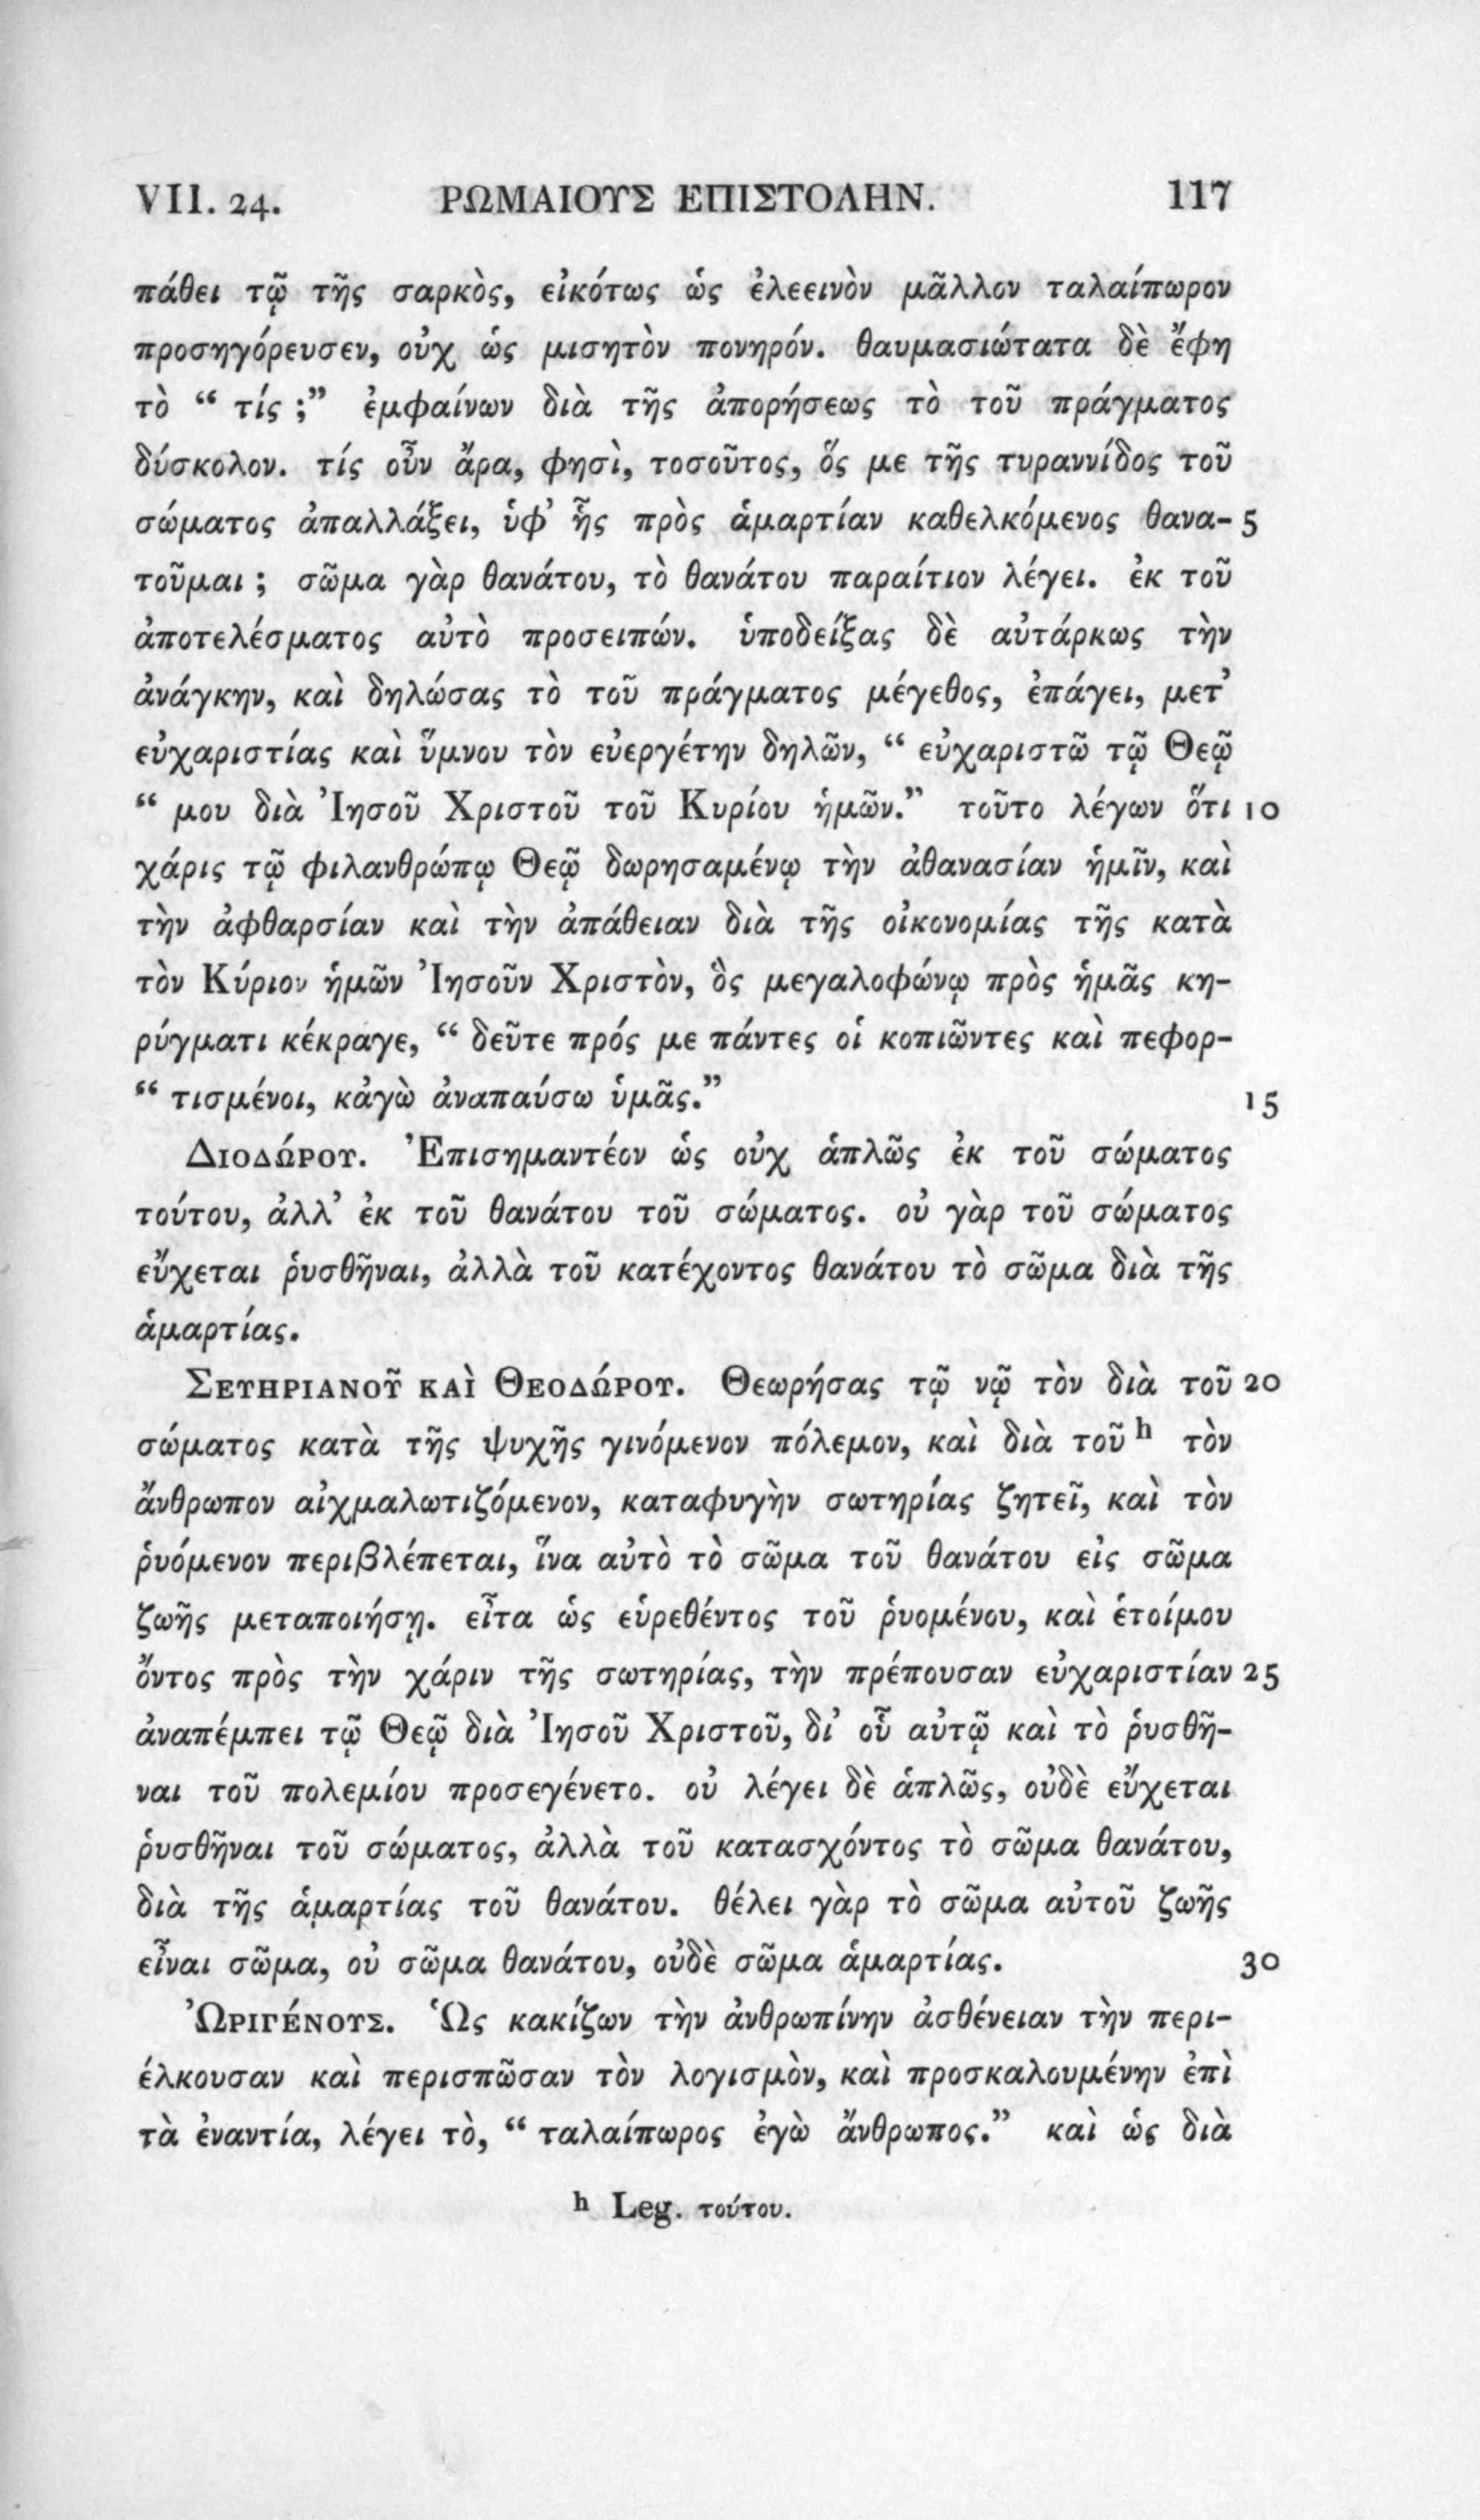 VII. 24. ΡΩΜΑΙΟΥΣ ΕΠΙΣΤΟΛΗΝ. 117
πάθει τῷ τῆς σαρκὸς, εἰκότως ὡς ἐλεεινὸν μᾶλλον ταλαίπωρον
προσηγόρευσεν, οὐχ ὡς μισητὸν πονηρόν. θαυμασιώτατα δὲ ἔφη
τὸ “ τίς ;” ἐμφαίνων διὰ τῆς ἀπορήσεως τὸ τοῦ πράγματος
δύσκολον. τίς οὖν ἄρα, φησὶ, τοσοῦτος, ὅς με τῆς τυραννίδος τοῦ
σώματος ἀπαλλάξει, ὑφ’ ἧς πρὸς ἁμαρτίαν καθελκόμενος θανα- 5
τοῦμαι ; σῶμα γὰρ θανάτου, τὸ θανάτου παραίτιον λέγει. ἐκ τοῦ
ἀποτελέσματος αὐτὸ προσειπών. ὑποδείξας δὲ αὐτάρκως τὴν
ἀνάγκην, καὶ δηλώσας τὸ τοῦ πράγματος μέγεθος, ἐπάγει, μετ’
εὐχαριστίας καὶ ὕμνου τὸν εὐεργέτην δηλῶν, “ εὐχαριστῶ τῷ Θεῷ
“ μου διὰ Ἰησοῦ Χριστοῦ τοῦ Κυρίου ἡμῶν.” τοῦτο λέγων ὅτι 10
χάρις τῷ φιλανθρώπῳ Θεῷ δωρησαμένῳ τὴν ἀθανασίαν ἡμῖν, καὶ
τὴν ἀφθαρσίαν καὶ τὴν ἀπάθειαν διὰ τῆς οἰκονομίας τῆς κατὰ
τὸν Κύριον ἡμῶν Ἰησοῦν Χριστὸν, ὃς μεγαλοφώνῳ πρὸς ἡμᾶς κη-
ρύγματι κέκραγε, “ δεῦτε πρός με πάντες οἱ κοπιῶντες καὶ πεφορ-
“ τισμένοι, κἀγὼ ἀναπαύσω ὑμᾶς.” 15
Διοδώρου. Ἐπισημαντέον ὡς οὐχ ἁπλῶς ἐκ τοῦ σώματος
τούτου, ἀλλ’ ἐκ τοῦ θανάτου τοῦ σώματος. οὐ γὰρ τοῦ σώματος
εὔχεται ῥυσθῆναι, ἀλλὰ τοῦ κατέχοντος θανάτου τὸ σῶμα διὰ τῆς
ἁμαρτίας.
Σευηριανοῦ καὶ Θεοδώρου. Θεωρήσας τῷ νῷ τὸν διὰ τοῦ 20
σώματος κατὰ τῆς ψυχῆς γινόμενον πόλεμον, καὶ διὰ τοῦ h τὸν
ἄνθρωπον αἰχμαλωτιζόμενον, καταφυγὴν σωτηρίας ζητεῖ, καὶ τὸν
ῥυόμενον περιβλέπεται, ἵνα αὐτὸ τὸ σῶμα τοῦ θανάτου εἰς σῶμα
ζωῆς μεταποιήσῃ. εἶτα ὡς εὑρεθέντος τοῦ ῥυομένου, καὶ ἑτοίμου
ὄντος πρὸς τὴν χάριν τῆς σωτηρίας, τὴν πρέπουσαν εὐχαριστίαν 25
ἀναπέμπει τῷ Θεῷ διὰ Ἰησοῦ Χριστοῦ, δι’ οὗ αὐτῷ καὶ τὸ ῥυσθῆ-
ναι τοῦ πολεμίου προσεγένετο. οὐ λέγει δὲ ἁπλῶς, οὐδὲ εὔχεται
ῥυσθῆναι τοῦ σώματος, ἀλλὰ τοῦ κατασχόντος τὸ σῶμα θανάτου,
διὰ τῆς ἁμαρτίας τοῦ θανάτου. θέλει γὰρ τὸ σῶμα αὐτοῦ ζωῆς
εἶναι σῶμα, οὐ σῶμα θανάτου, οὐδὲ σῶμα ἁμαρτίας. 30
Ὠριγένους. Ὡς κακίζων τὴν ἀνθρωπίνην ἀσθένειαν τὴν περι-
έλκουσαν καὶ περισπῶσαν τὸν λογισμὸν, καὶ προσκαλουμένην ἐπὶ
τὰ ἐναντία, λέγει τὸ, “ ταλαίπωρος ἐγὼ ἄνθρωπος.” καὶ ὡς διὰ
h Leg. τούτου.